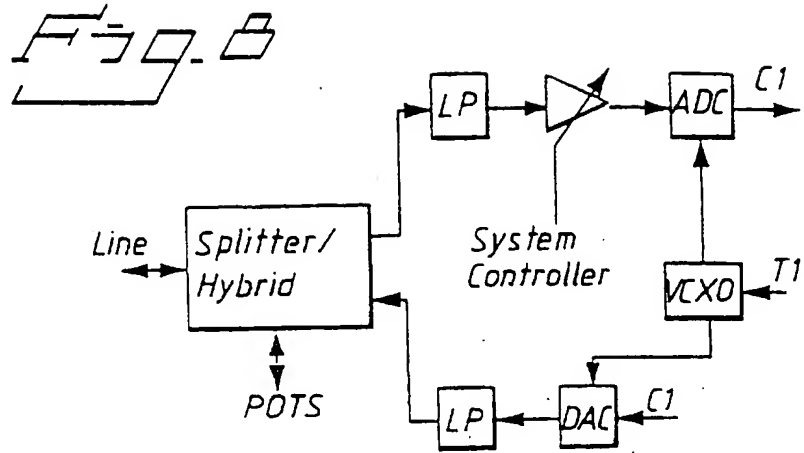 Fig. 8
LP
ADC
C1
Line
Splitter/
Hybrid
System
Controller
VCXO
T1
POTS
LP
DAC
C1